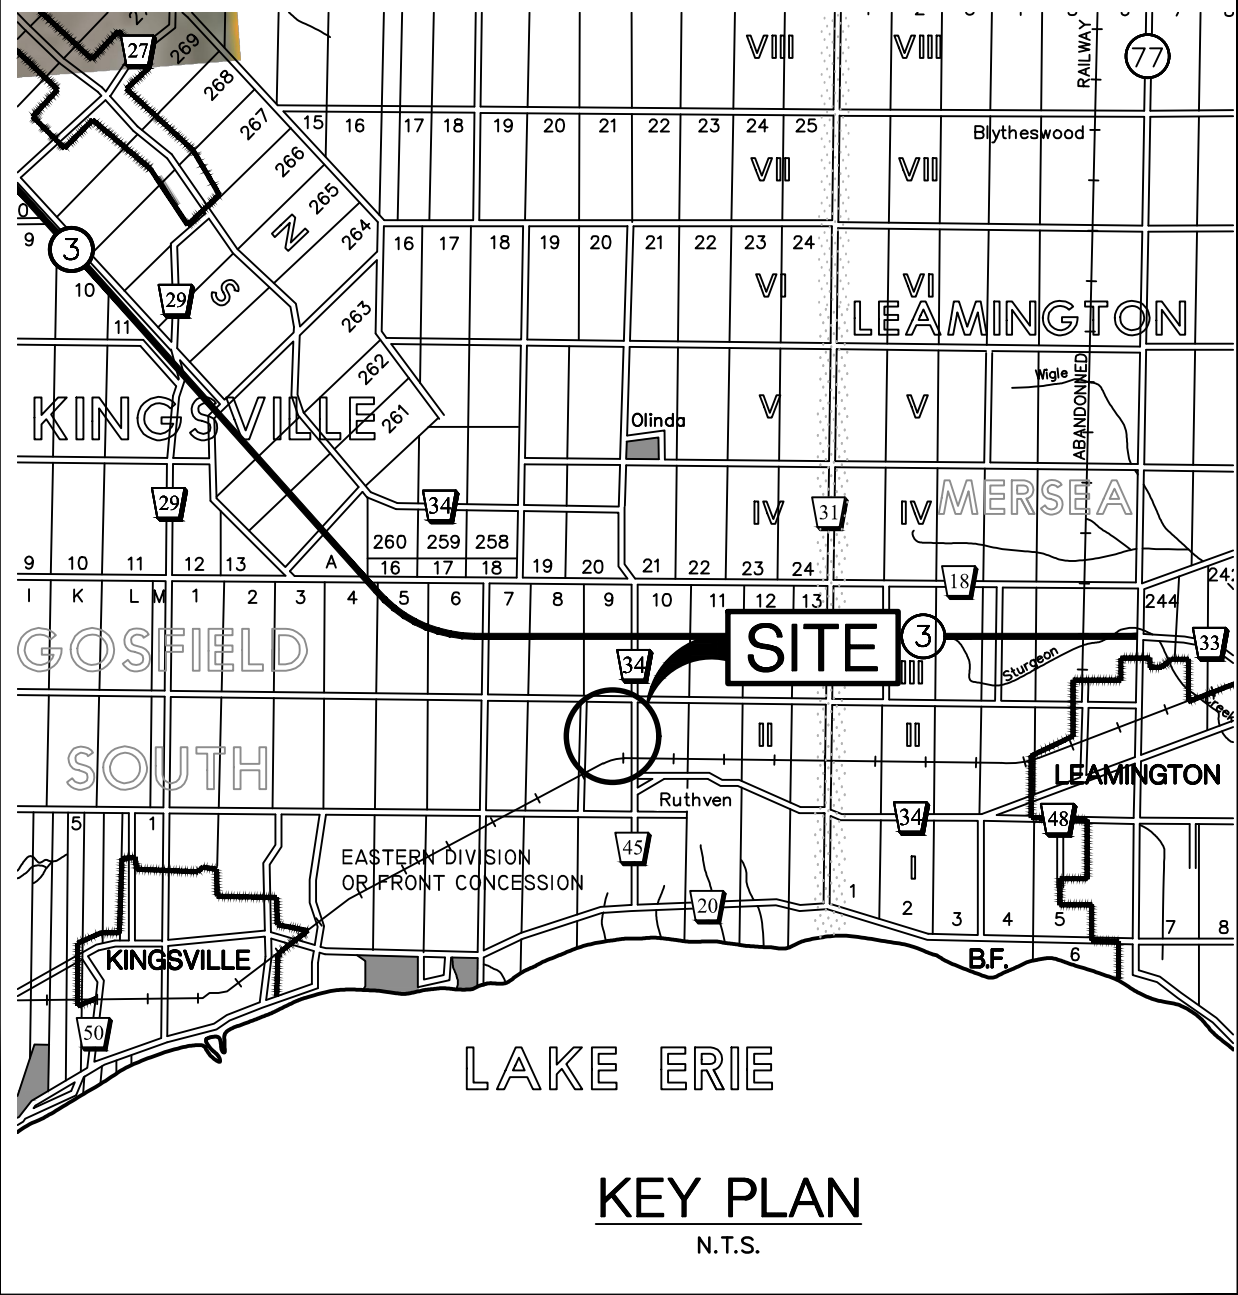 VIII VIII
RAILWAY
77
27
269
268
267
266
265
264
263
262
261
N
S
15 16 17 18 19 20 21 22 23 24 25
Blytheswood
VII VII
9
3
10
11
29
16 17 18 19 20 21 22 23 24
VI VI
LEAMINGTON
KINGSVILLE
Wigle
ABANDONNED
Olinda
V V
29
34
IV
31
IV
MERSEA
260 259 258
9 10 11 12 13 A 16 17 18 19 20 21 22 23 24
18
I K L M 1 2 3 4 5 6 7 8 9 10 11 12 13
244
GOSFIELD
SITE
3
III
34
Sturgeon
33
Creek
SOUTH
II II
LEAMINGTON
Ruthven
5 1
34
48
45
EASTERN DIVISION
OR FRONT CONCESSION
I
20
1 2 3 4 5 6 7 8
KINGSVILLE
B.F.
50
LAKE ERIE
KEY PLAN
N.T.S.